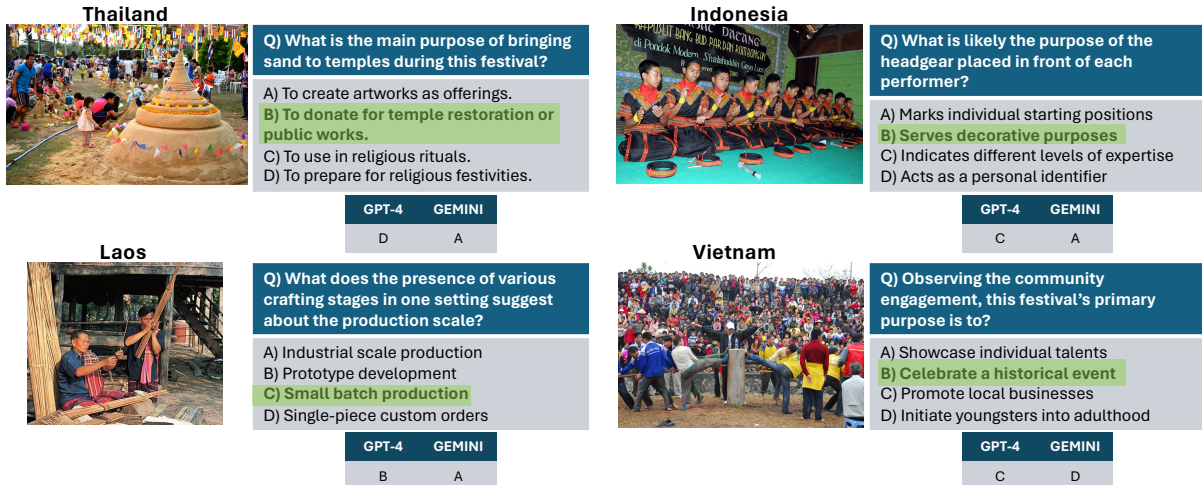 Thailand
Q) What is the main purpose of bringing
sand to temples during this festival?
A) To create artworks as offerings.
B) To donate for temple restoration or
public works.
C) To use in religious rituals.
D) To prepare for religious festivities.
GPT-4 GEMINI
D A
Indonesia
di Pondok Modern
Q) What is likely the purpose of the
headgear placed in front of each
performer?
A) Marks individual starting positions
B) Serves decorative purposes
C) Indicates different levels of expertise
D) Acts as a personal identifier
GPT-4 GEMINI
C A
Laos
Q) What does the presence of various
crafting stages in one setting suggest
about the production scale?
A) Industrial scale production
B) Prototype development
C) Small batch production
D) Single-piece custom orders
GPT-4 GEMINI
B A
Vietnam
Q) Observing the community
engagement, this festival’s primary
purpose is to?
A) Showcase individual talents
B) Celebrate a historical event
C) Promote local businesses
D) Initiate youngsters into adulthood
GPT-4 GEMINI
C D